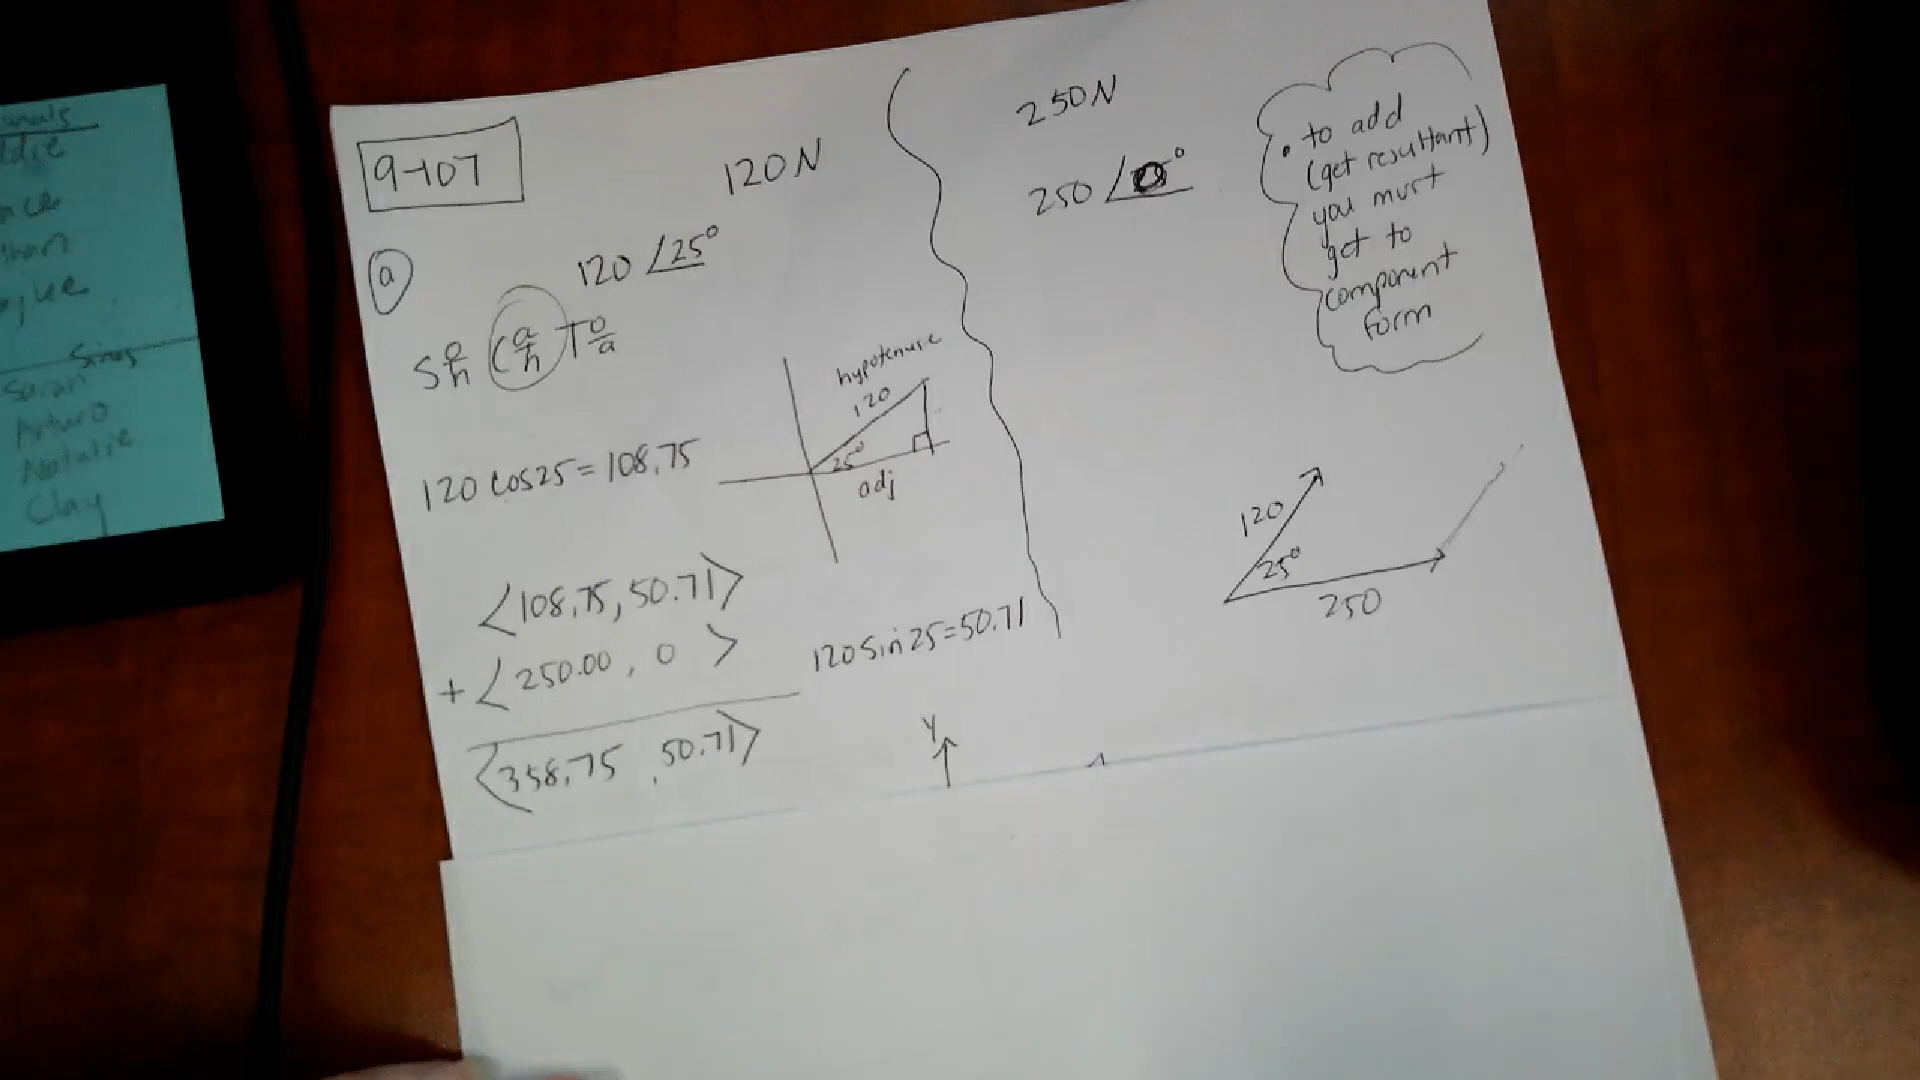 9-107
120N
250N
a
120 ∠25°
250 ∠0°
S o/h C a/h T o/a
• to add
(get resultant)
you must
get to
component
form
hypotenuse
120
25°
adj
120 cos25 = 108.75
<108.75, 50.71>
+ <250.00, 0 >
<358.75, 50.71>
120 sin 25 = 50.71
120
25°
250
y
Sines
Sarah
Arturo
Natalie
Clay